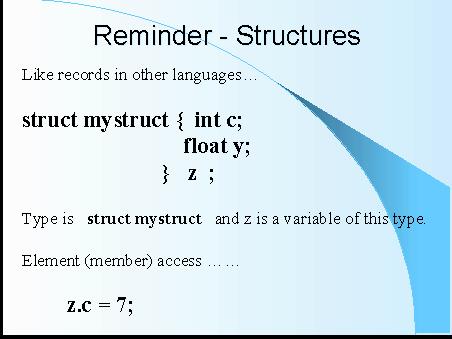 Reminder - Structures
Like records in other languages…
struct mystruct { int c;
float y;
} z ;
Type is struct mystruct and z is a variable of this type.
Element (member) access ……
z.c = 7;